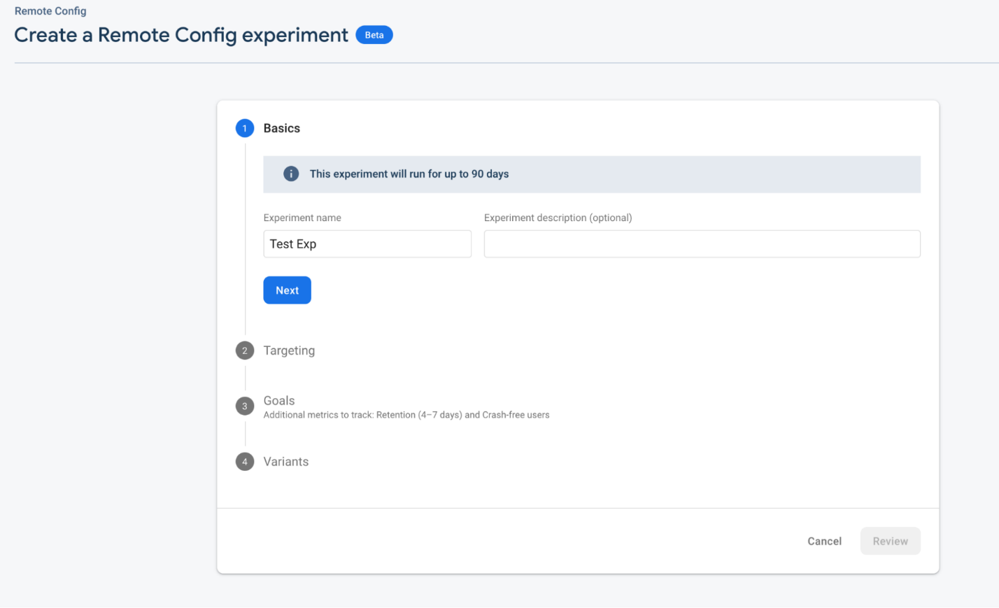 Remote Config
Create a Remote Config experiment Beta
1 Basics
i This experiment will run for up to 90 days
Experiment name Experiment description (optional)
Test Exp
Next
2 Targeting
3 Goals
Additional metrics to track: Retention (4–7 days) and Crash-free users
4 Variants
Cancel Review